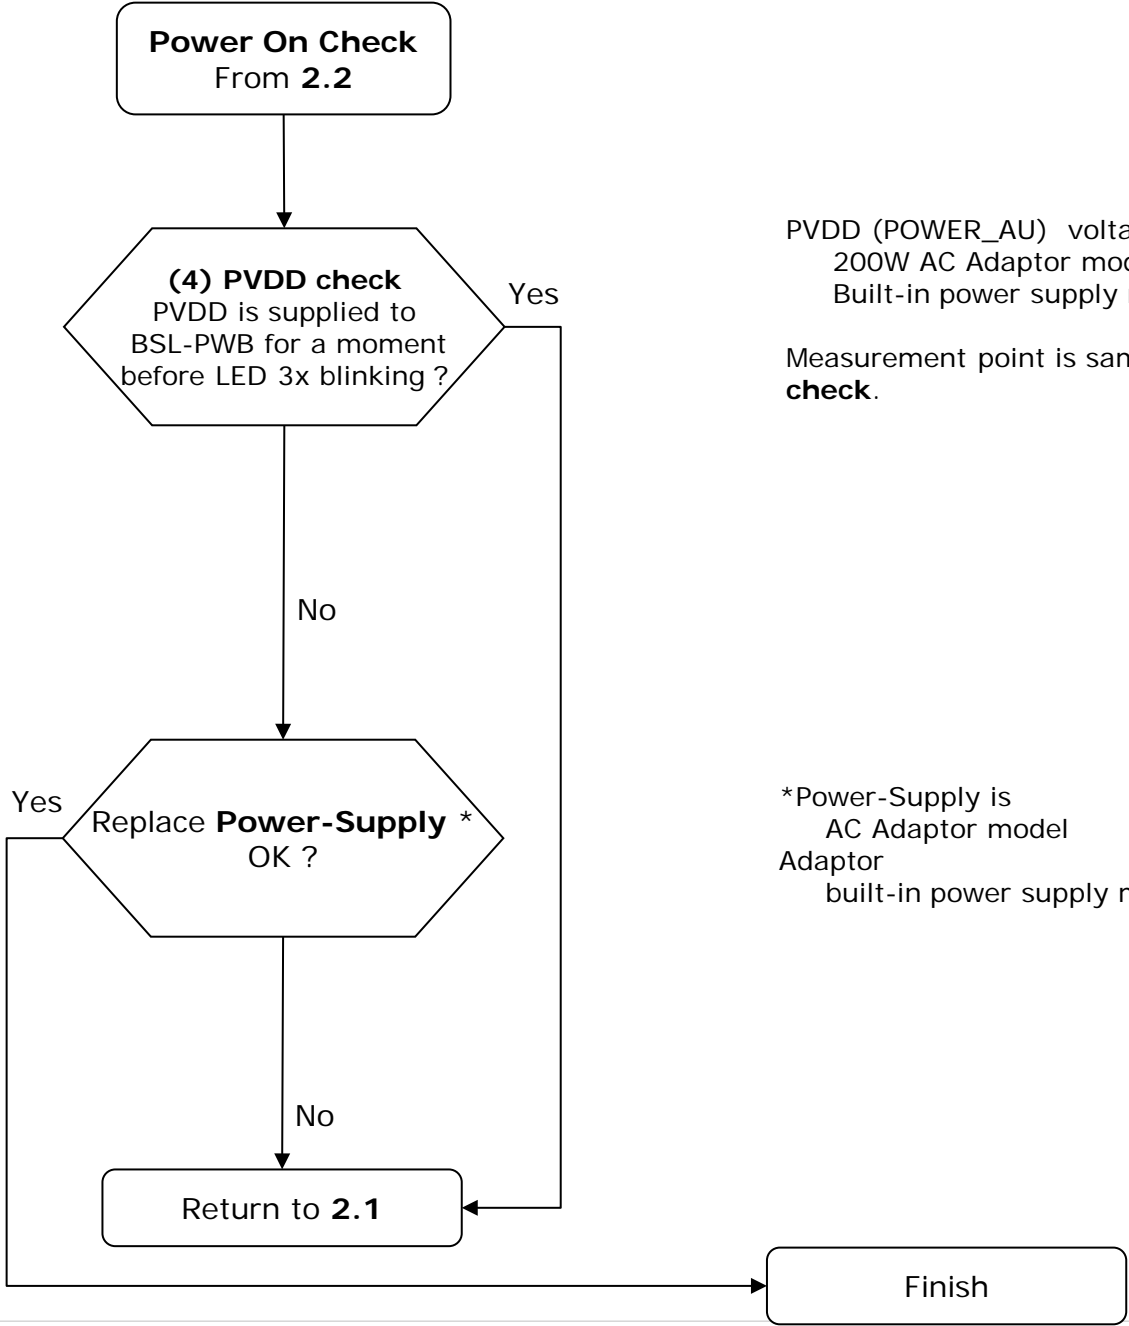 Power On Check
From 2.2
(4) PVDD check
PVDD is supplied to
BSL-PWB for a moment
before LED 3x blinking ?
Yes
PVDD (POWER_AU) 
200W AC Adaptor
Built-in power supply
Measurement point is
check.
No
Yes
Replace Power-Supply *
OK ?
*Power-Supply is
AC Adaptor model
Adaptor
built-in power supply
No
Return to 2.1
Finish